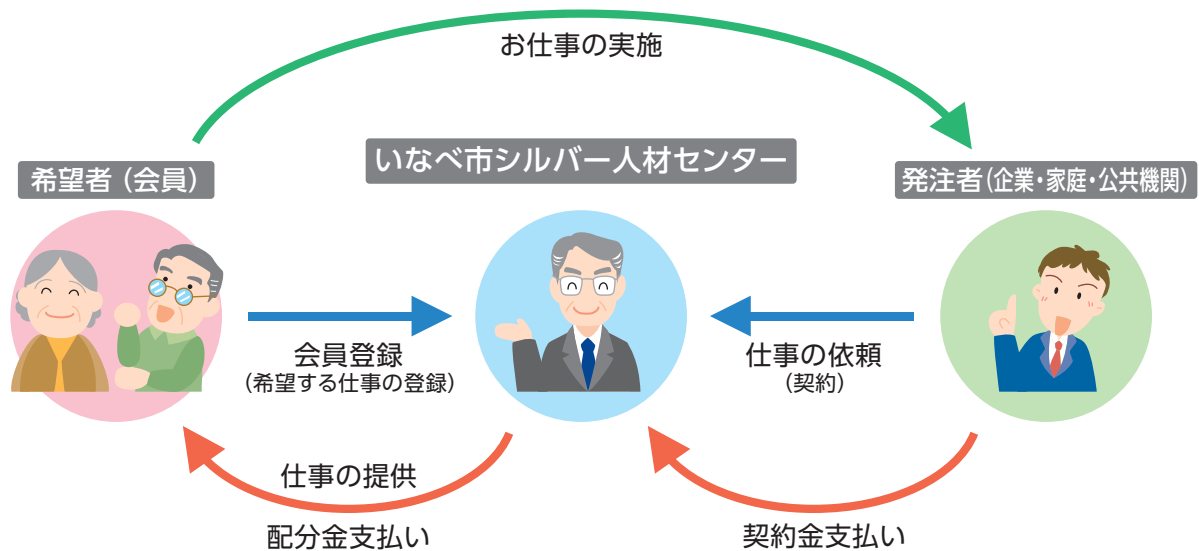 お仕事の実施
いなべ市シルバー人材センター
希望者（会員）
発注者（企業・家庭・公共機関）
会員登録
（希望する仕事の登録）
仕事の依頼
（契約）
仕事の提供
配分金支払い
契約金支払い